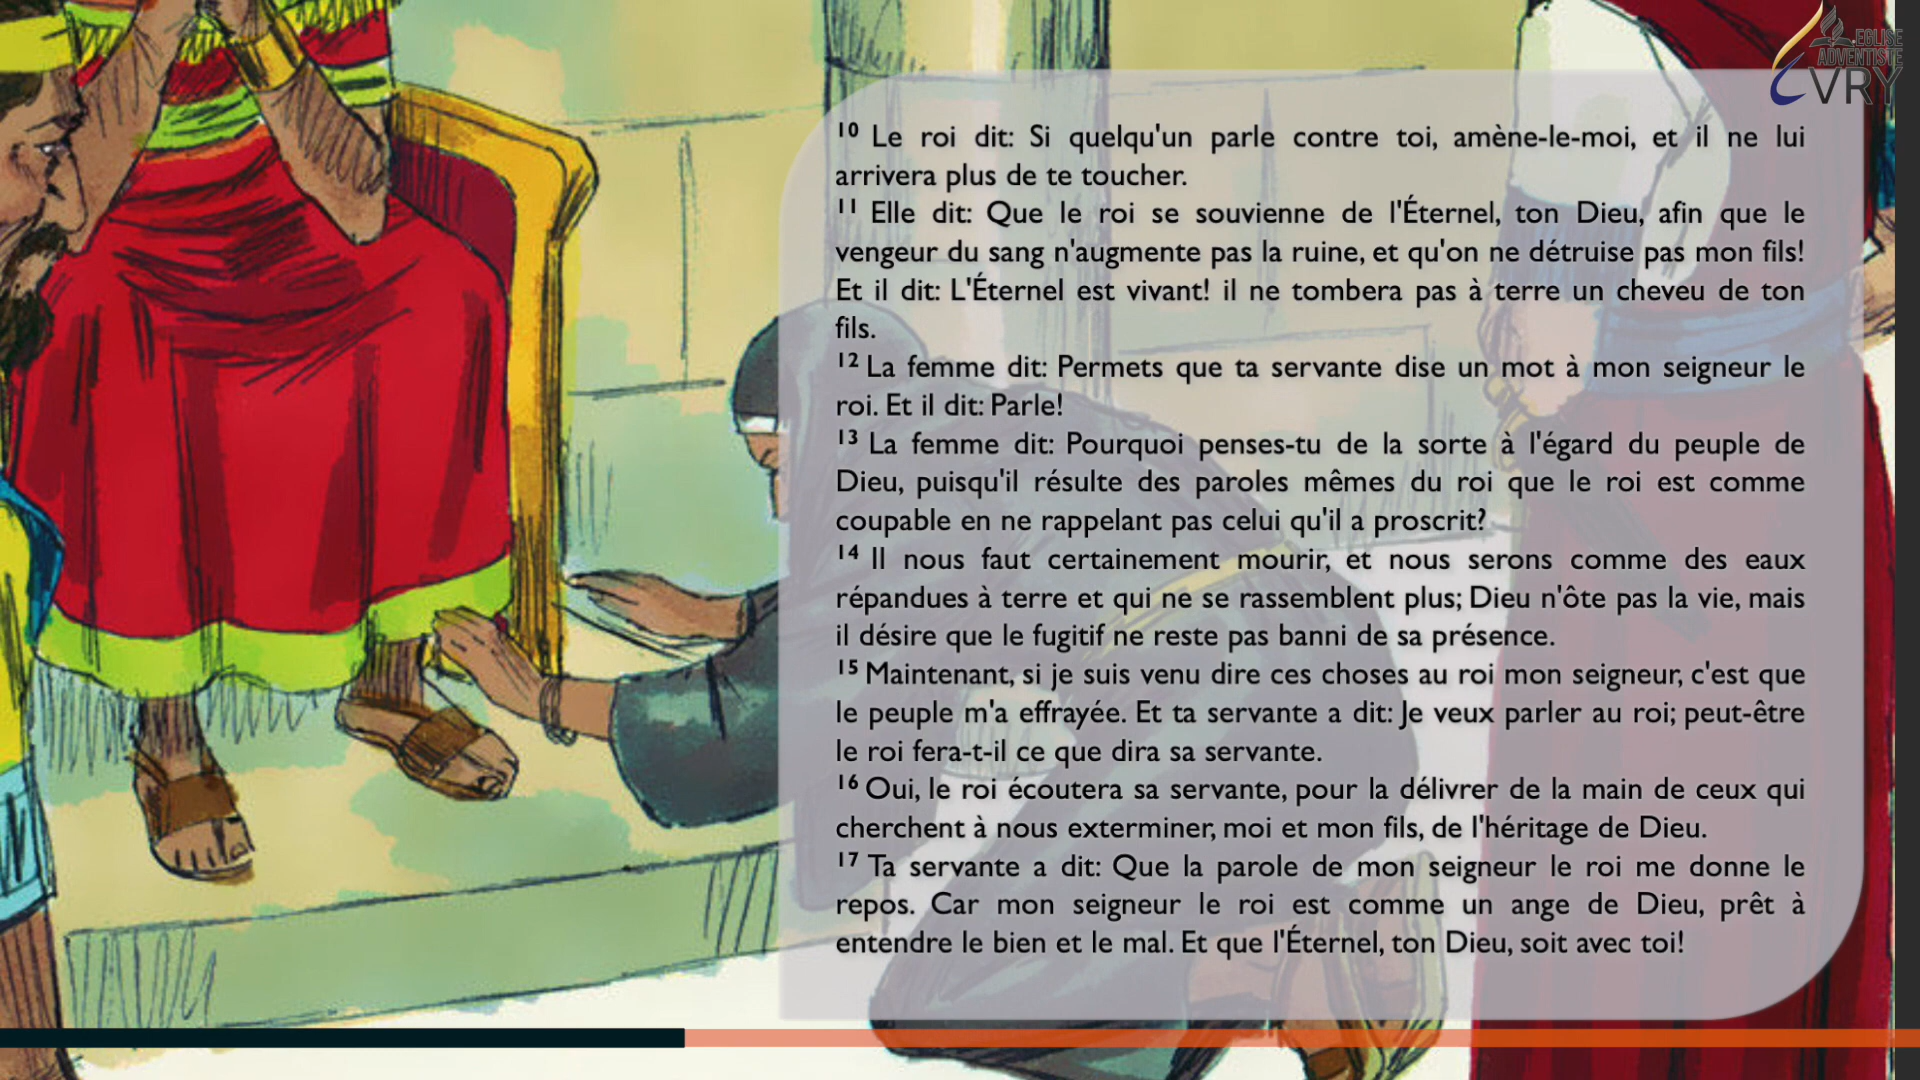 .EGLISE
ADVENTISTE
EVRY
10 Le roi dit: Si quelqu'un parle contre toi, amène-le-moi, et il ne lui
arrivera plus de te toucher.
11 Elle dit: Que le roi se souvienne de l'Éternel, ton Dieu, afin que le
vengeur du sang n'augmente pas la ruine, et qu'on ne détruise pas mon fils!
Et il dit: L'Éternel est vivant! il ne tombera pas à terre un cheveu de ton
fils.
12 La femme dit: Permets que ta servante dise un mot à mon seigneur le
roi. Et il dit: Parle!
13 La femme dit: Pourquoi penses-tu de la sorte à l'égard du peuple de
Dieu, puisqu'il résulte des paroles mêmes du roi que le roi est comme
coupable en ne rappelant pas celui qu'il a proscrit?
14 Il nous faut certainement mourir, et nous serons comme des eaux
répandues à terre et qui ne se rassemblent plus; Dieu n'ôte pas la vie, mais
il désire que le fugitif ne reste pas banni de sa présence.
15 Maintenant, si je suis venu dire ces choses au roi mon seigneur, c'est que
le peuple m'a effrayée. Et ta servante a dit: Je veux parler au roi; peut-être
le roi fera-t-il ce que dira sa servante.
16 Oui, le roi écoutera sa servante, pour la délivrer de la main de ceux qui
cherchent à nous exterminer, moi et mon fils, de l'héritage de Dieu.
17 Ta servante a dit: Que la parole de mon seigneur le roi me donne le
repos. Car mon seigneur le roi est comme un ange de Dieu, prêt à
entendre le bien et le mal. Et que l'Éternel, ton Dieu, soit avec toi!